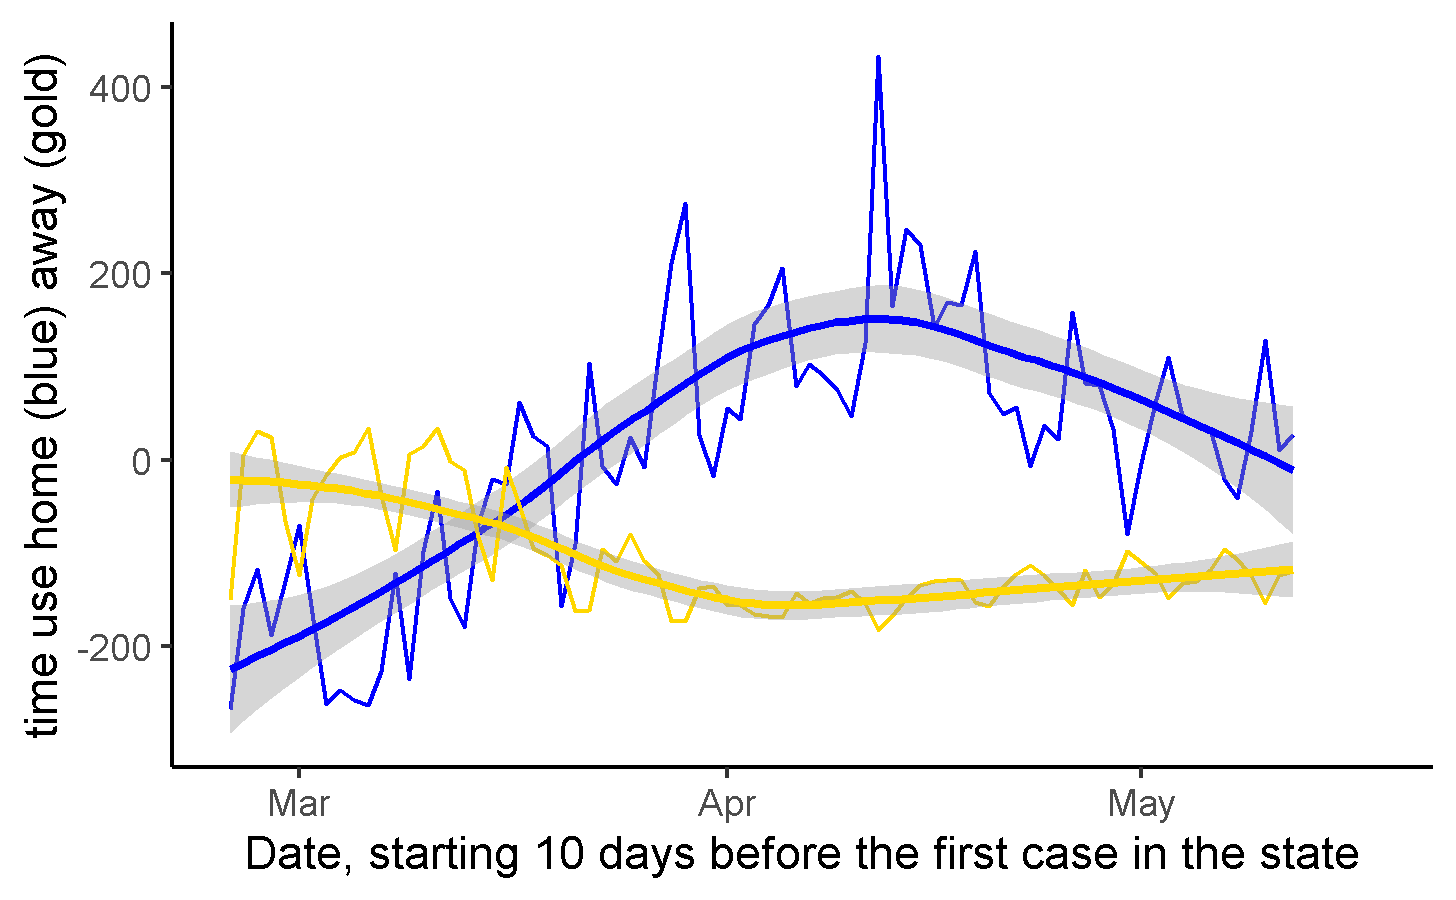 time use home (blue) away (gold)
400
200
0
-200
Mar
Apr
May
Date, starting 10 days before the first case in the state